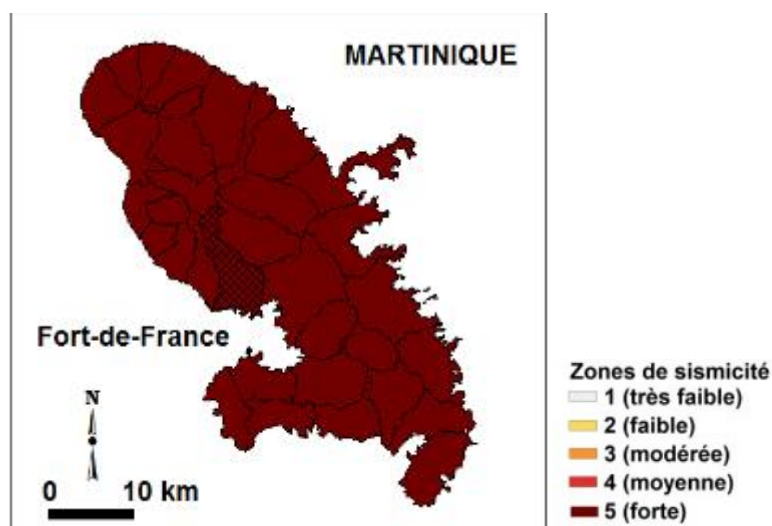 MARTINIQUE
Fort-de-France
N
0 10 km
Zones de sismicité
1 (très faible)
2 (faible)
3 (modérée)
4 (moyenne)
5 (forte)